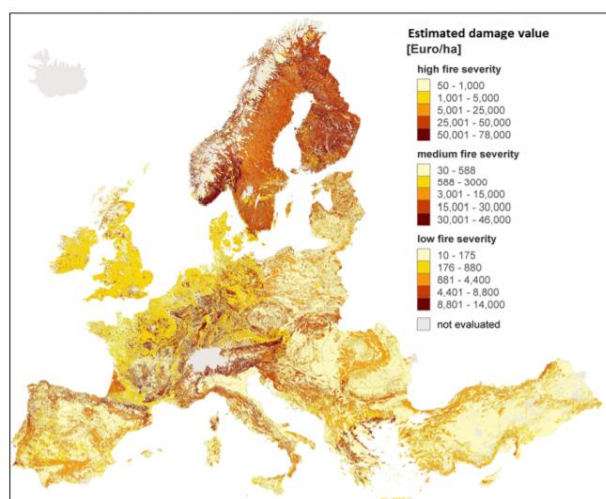 Estimated damage value
[Euro/ha]
high fire severity
50 - 1,000
1,001 - 5,000
5,001 - 25,000
25,001 - 50,000
50,001 - 78,000
medium fire severity
30 - 588
588 - 3000
3,001 - 15,000
15,001 - 30,000
30,001 - 46,000
low fire severity
10 - 175
176 - 880
881 - 4,400
4,401 - 8,800
8,801 - 14,000
not evaluated